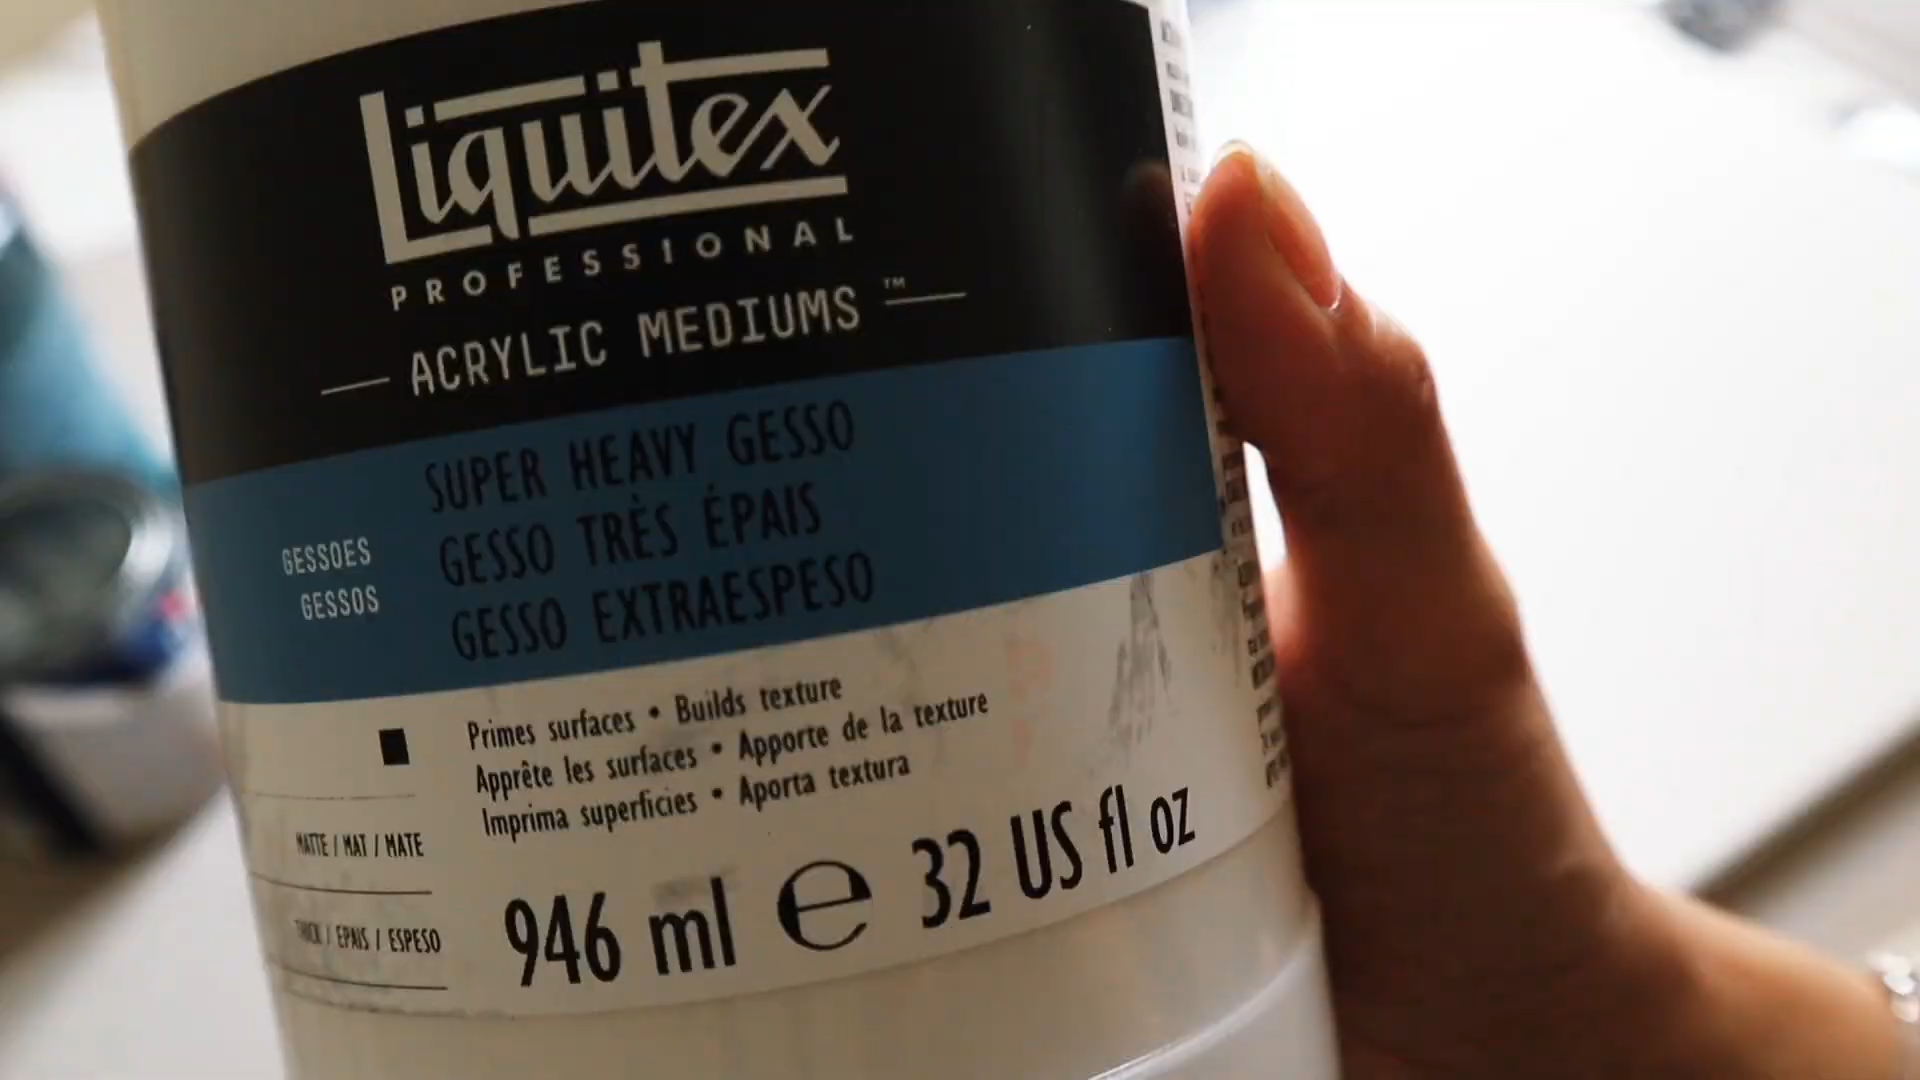 Liquitex
PROFESSIONAL
ACRYLIC MEDIUMS™
SUPER HEAVY GESSO
GESSO TRÈS ÉPAIS
GESSO EXTRAESPESO
GESSOES
GESSOS
Primes surfaces • Builds texture
Apprête les surfaces • Apporte de la texture
Imprima superficies • Aporta textura
MATTE / MAT / MATE
THICK / EPAIS / ESPESO
946 ml e 32 US fl oz